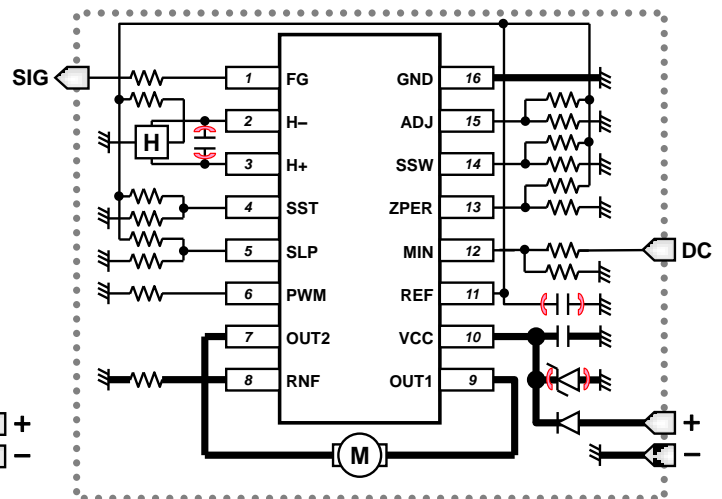 SIG
1 FG
GND 16
2 H–
ADJ 15
H
3 H+
SSW 14
4 SST
ZPER 13
5 SLP
MIN 12
DC
6 PWM
REF 11
7 OUT2
VCC 10
8 RNF
OUT1 9
+
+
–
–
M